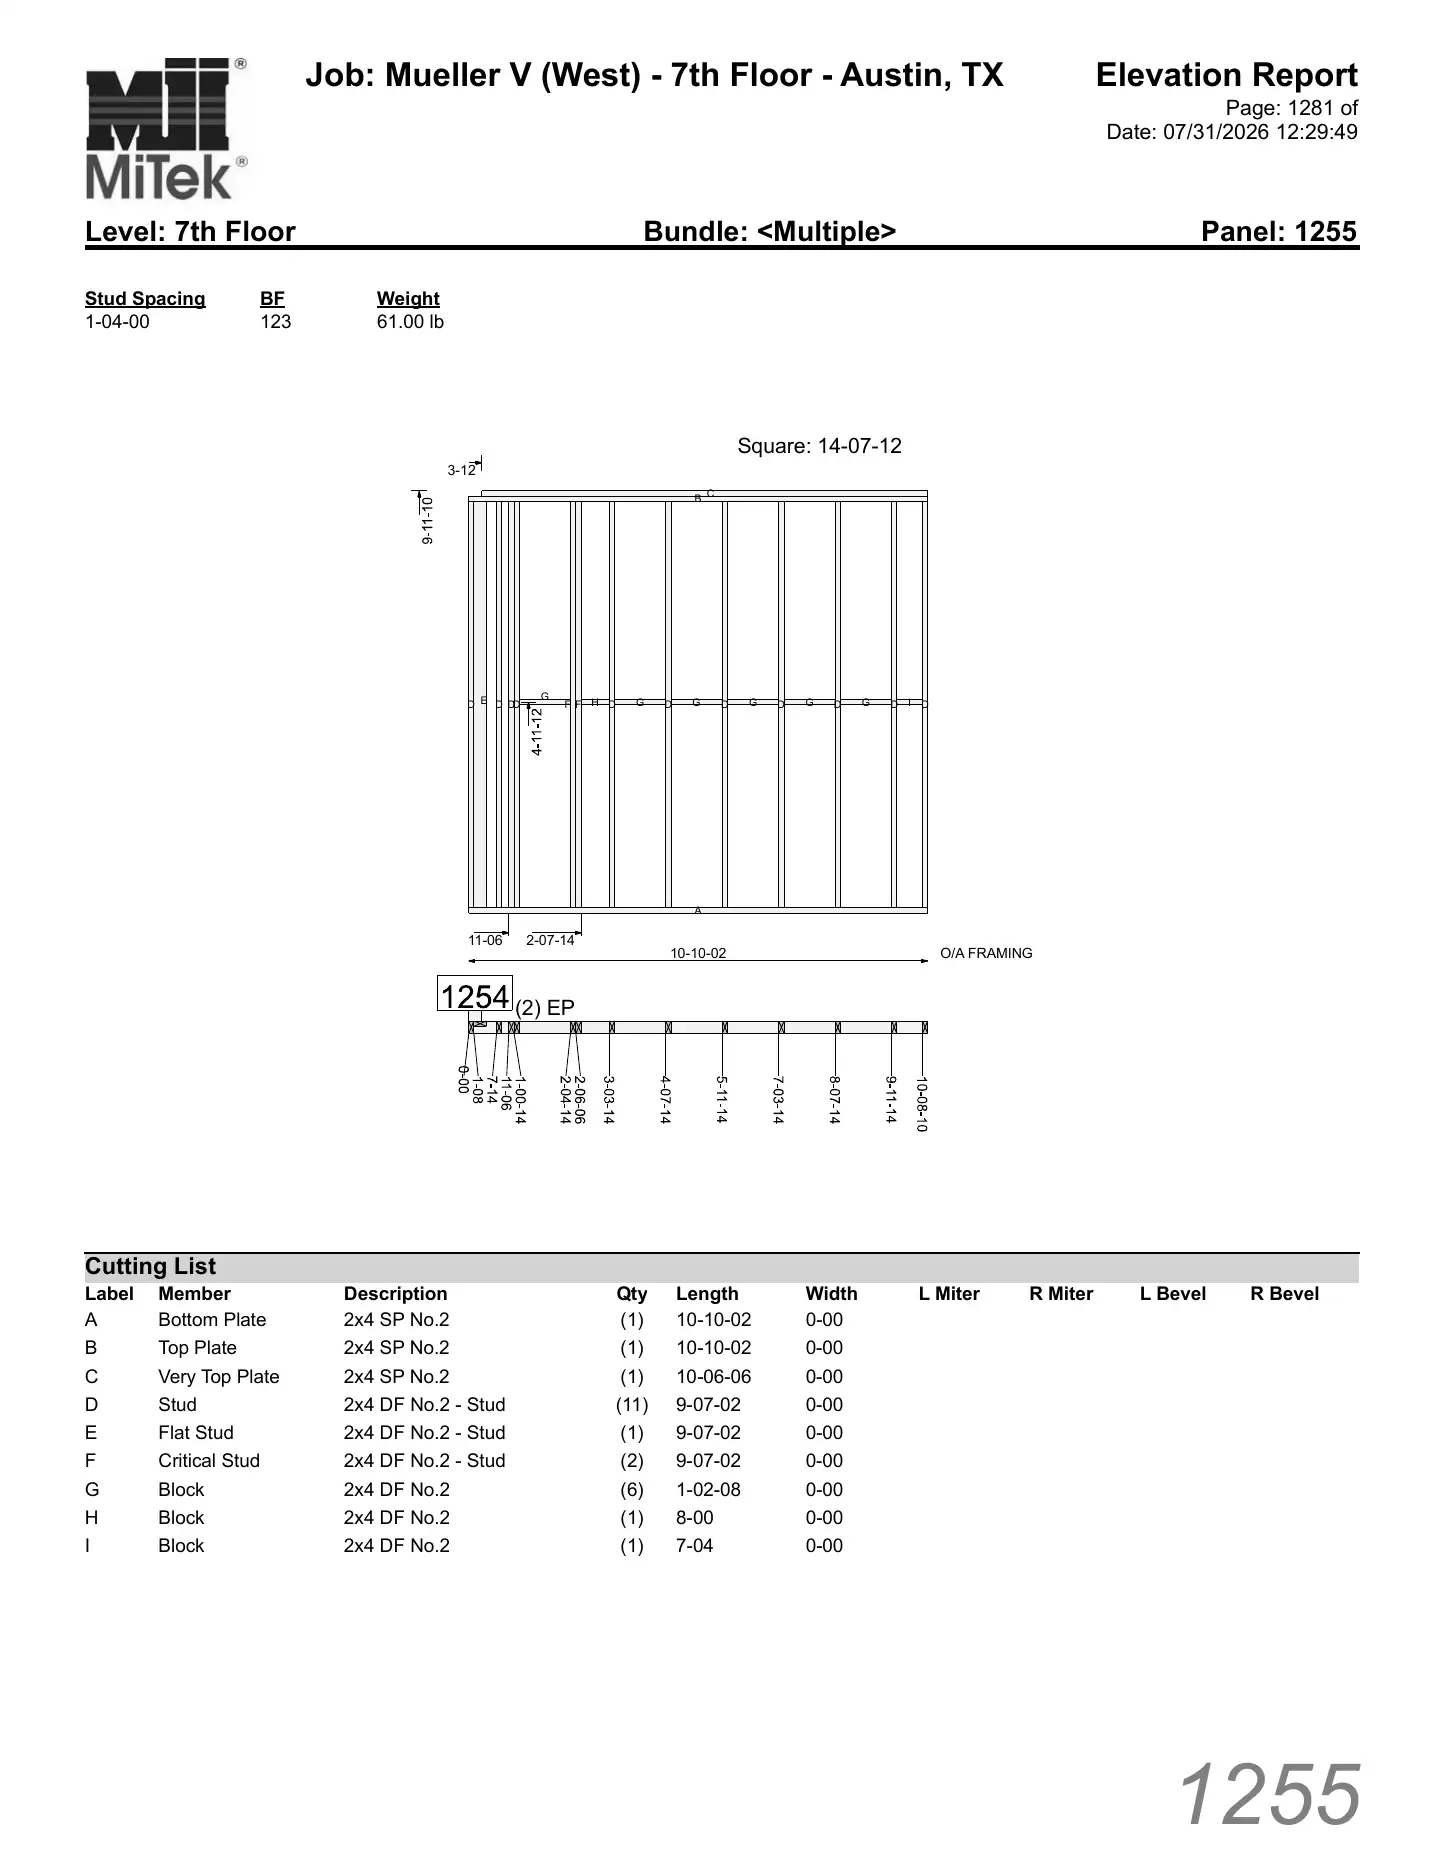 MiTek®
Job: Mueller V (West) - 7th Floor - Austin, TX
Elevation Report
Page: 1281 of
Date: 07/31/2026 12:29:49
Level: 7th Floor Bundle: <Multiple> Panel: 1255
Stud Spacing BF Weight
1-04-00 123 61.00 lb
Square: 14-07-12
3-12
9-11-10
C
B
E D D D G F F H D G D G D G D G D G D I D
4-11-12
A
11-06 2-07-14
10-10-02 O/A FRAMING
1254 (2) EP
0-00 1-08 7-14 11-06 1-00-14 2-04-14 2-06-06 3-03-14 4-07-14 5-11-14 7-03-14 8-07-14 9-11-14 10-08-10
Cutting List
Label Member Description Qty Length Width L Miter R Miter L Bevel R Bevel
A Bottom Plate 2x4 SP No.2 (1) 10-10-02 0-00
B Top Plate 2x4 SP No.2 (1) 10-10-02 0-00
C Very Top Plate 2x4 SP No.2 (1) 10-06-06 0-00
D Stud 2x4 DF No.2 - Stud (11) 9-07-02 0-00
E Flat Stud 2x4 DF No.2 - Stud (1) 9-07-02 0-00
F Critical Stud 2x4 DF No.2 - Stud (2) 9-07-02 0-00
G Block 2x4 DF No.2 (6) 1-02-08 0-00
H Block 2x4 DF No.2 (1) 8-00 0-00
I Block 2x4 DF No.2 (1) 7-04 0-00
1255